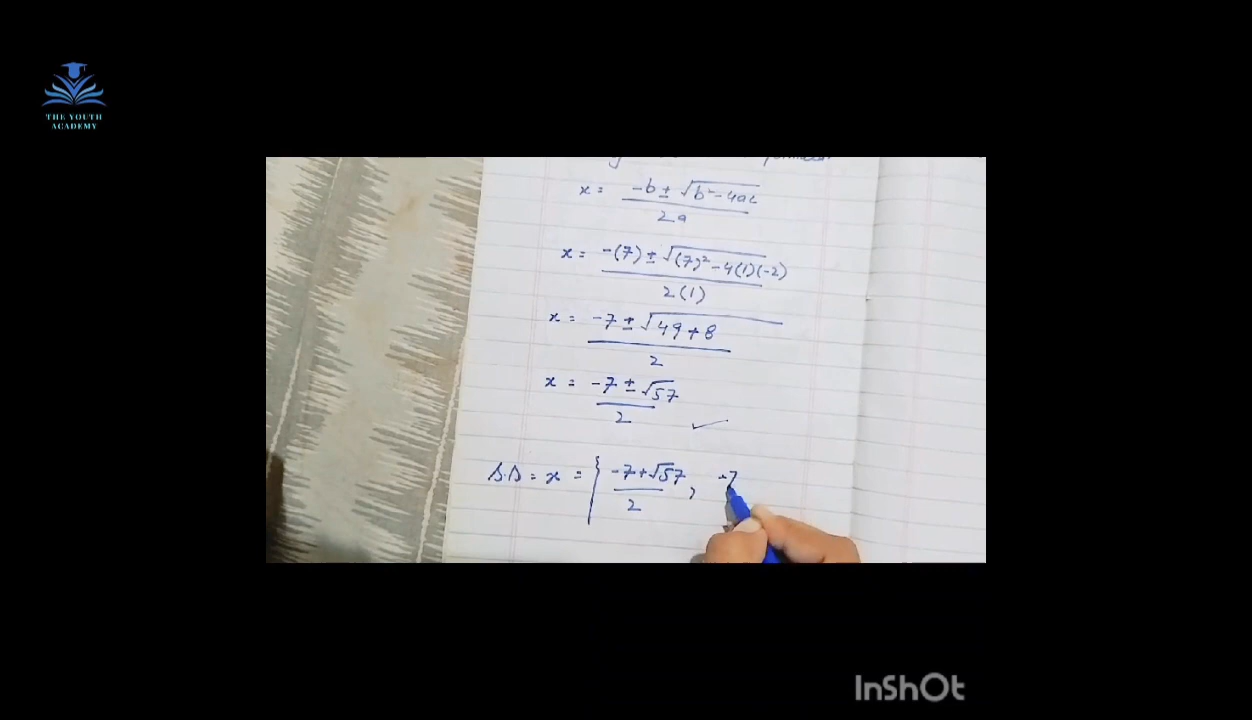 THE YOUTH
ACADEMY
x = -b ± √b² - 4ac
2a
x = -(7) ± √(7)² - 4(1)(-2)
2(1)
x = -7 ± √49 + 8
2
x = -7 ± √57
2
S.S = x = { -7 + √57 , -7
2
InShOt